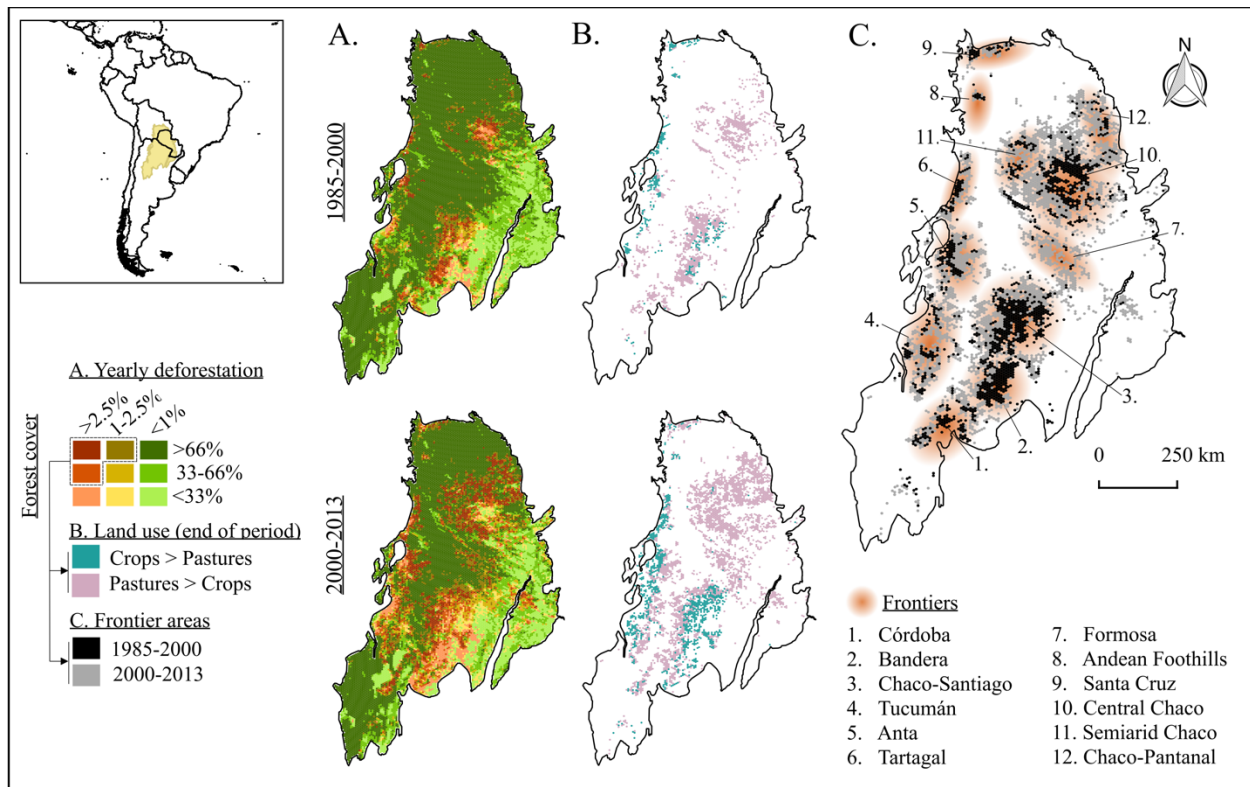 A.
B.
C.
N
1985-2000
2000-2013
A. Yearly deforestation
>2.5%
1-2.5%
<1%
Forest cover
>66%
33-66%
<33%
B. Land use (end of period)
Crops > Pastures
Pastures > Crops
C. Frontier areas
1985-2000
2000-2013
9.
8.
12.
11.
10.
6.
5.
7.
4.
3.
2.
1.
0 250 km
Frontiers
1. Córdoba
2. Bandera
3. Chaco-Santiago
4. Tucumán
5. Anta
6. Tartagal
7. Formosa
8. Andean Foothills
9. Santa Cruz
10. Central Chaco
11. Semiarid Chaco
12. Chaco-Pantanal